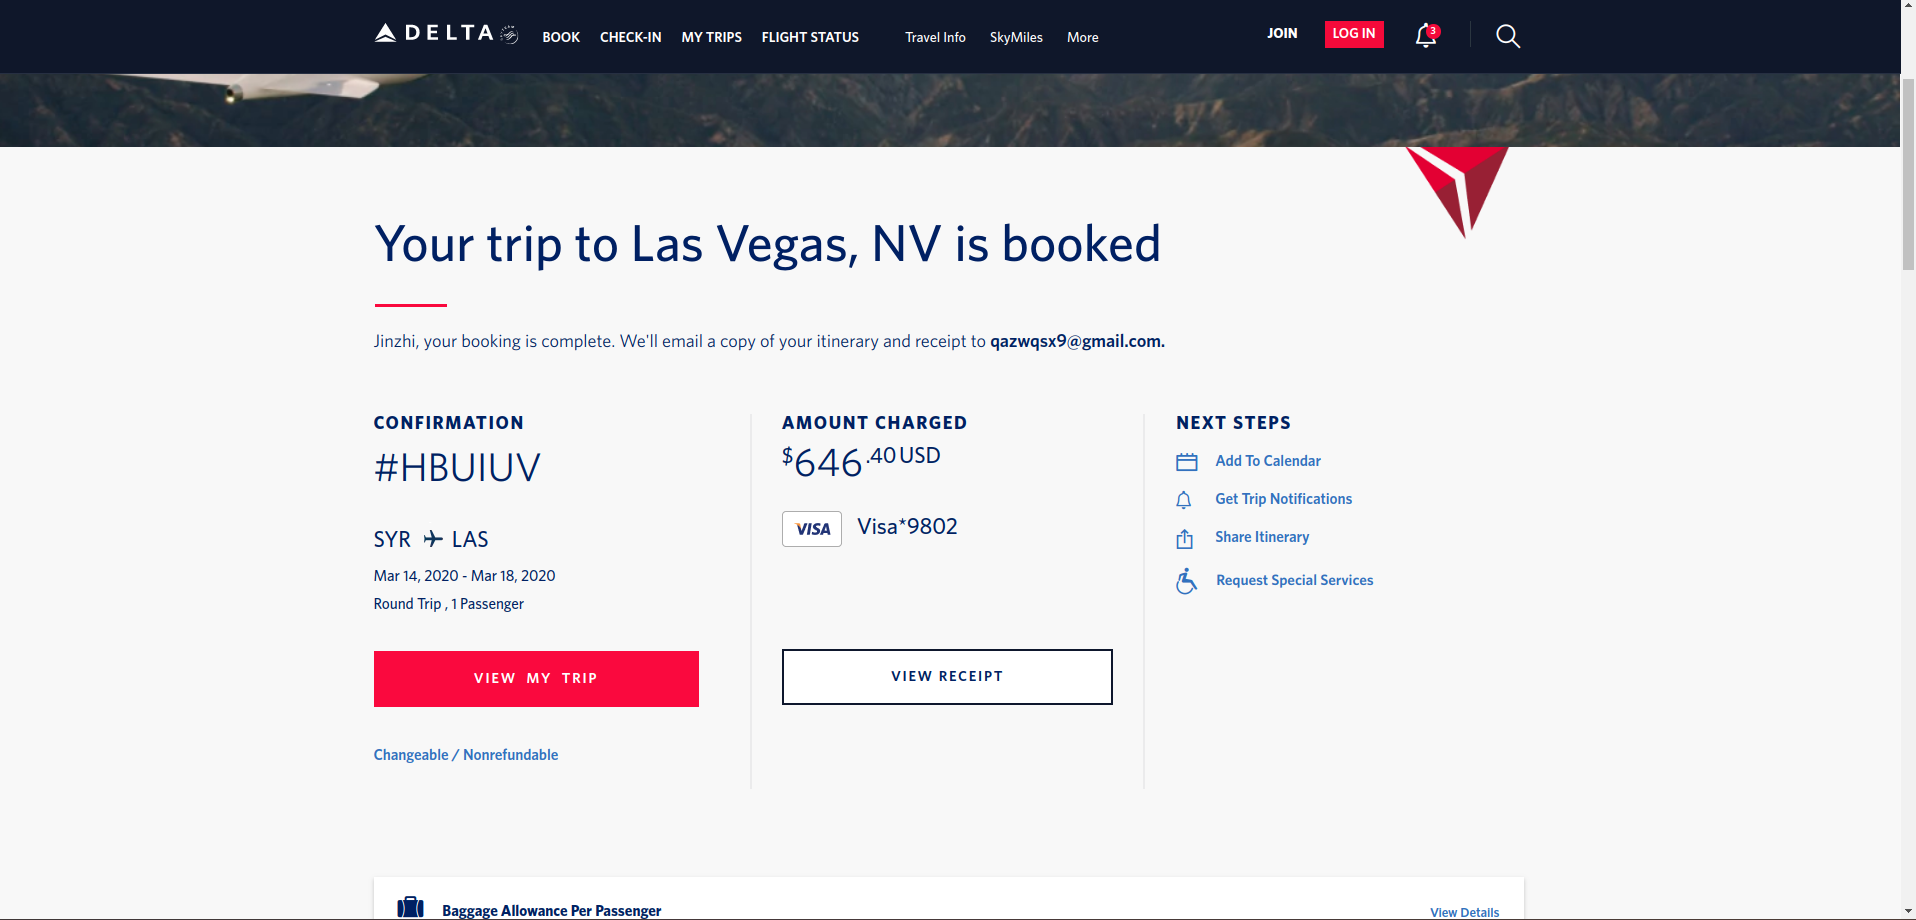 DELTA BOOK CHECK-IN MY TRIPS FLIGHT STATUS Travel Info SkyMiles More JOIN LOG IN 3
Your trip to Las Vegas, NV is booked
Jinzhi, your booking is complete. We'll email a copy of your itinerary and receipt to qazwqsx9@gmail.com.
CONFIRMATION
#HBUIUV
SYR LAS
Mar 14, 2020 - Mar 18, 2020
Round Trip , 1 Passenger
VIEW MY TRIP
Changeable / Nonrefundable
AMOUNT CHARGED
$646.40 USD
VISA Visa*9802
VIEW RECEIPT
NEXT STEPS
Add To Calendar
Get Trip Notifications
Share Itinerary
Request Special Services
Baggage Allowance Per Passenger View Details